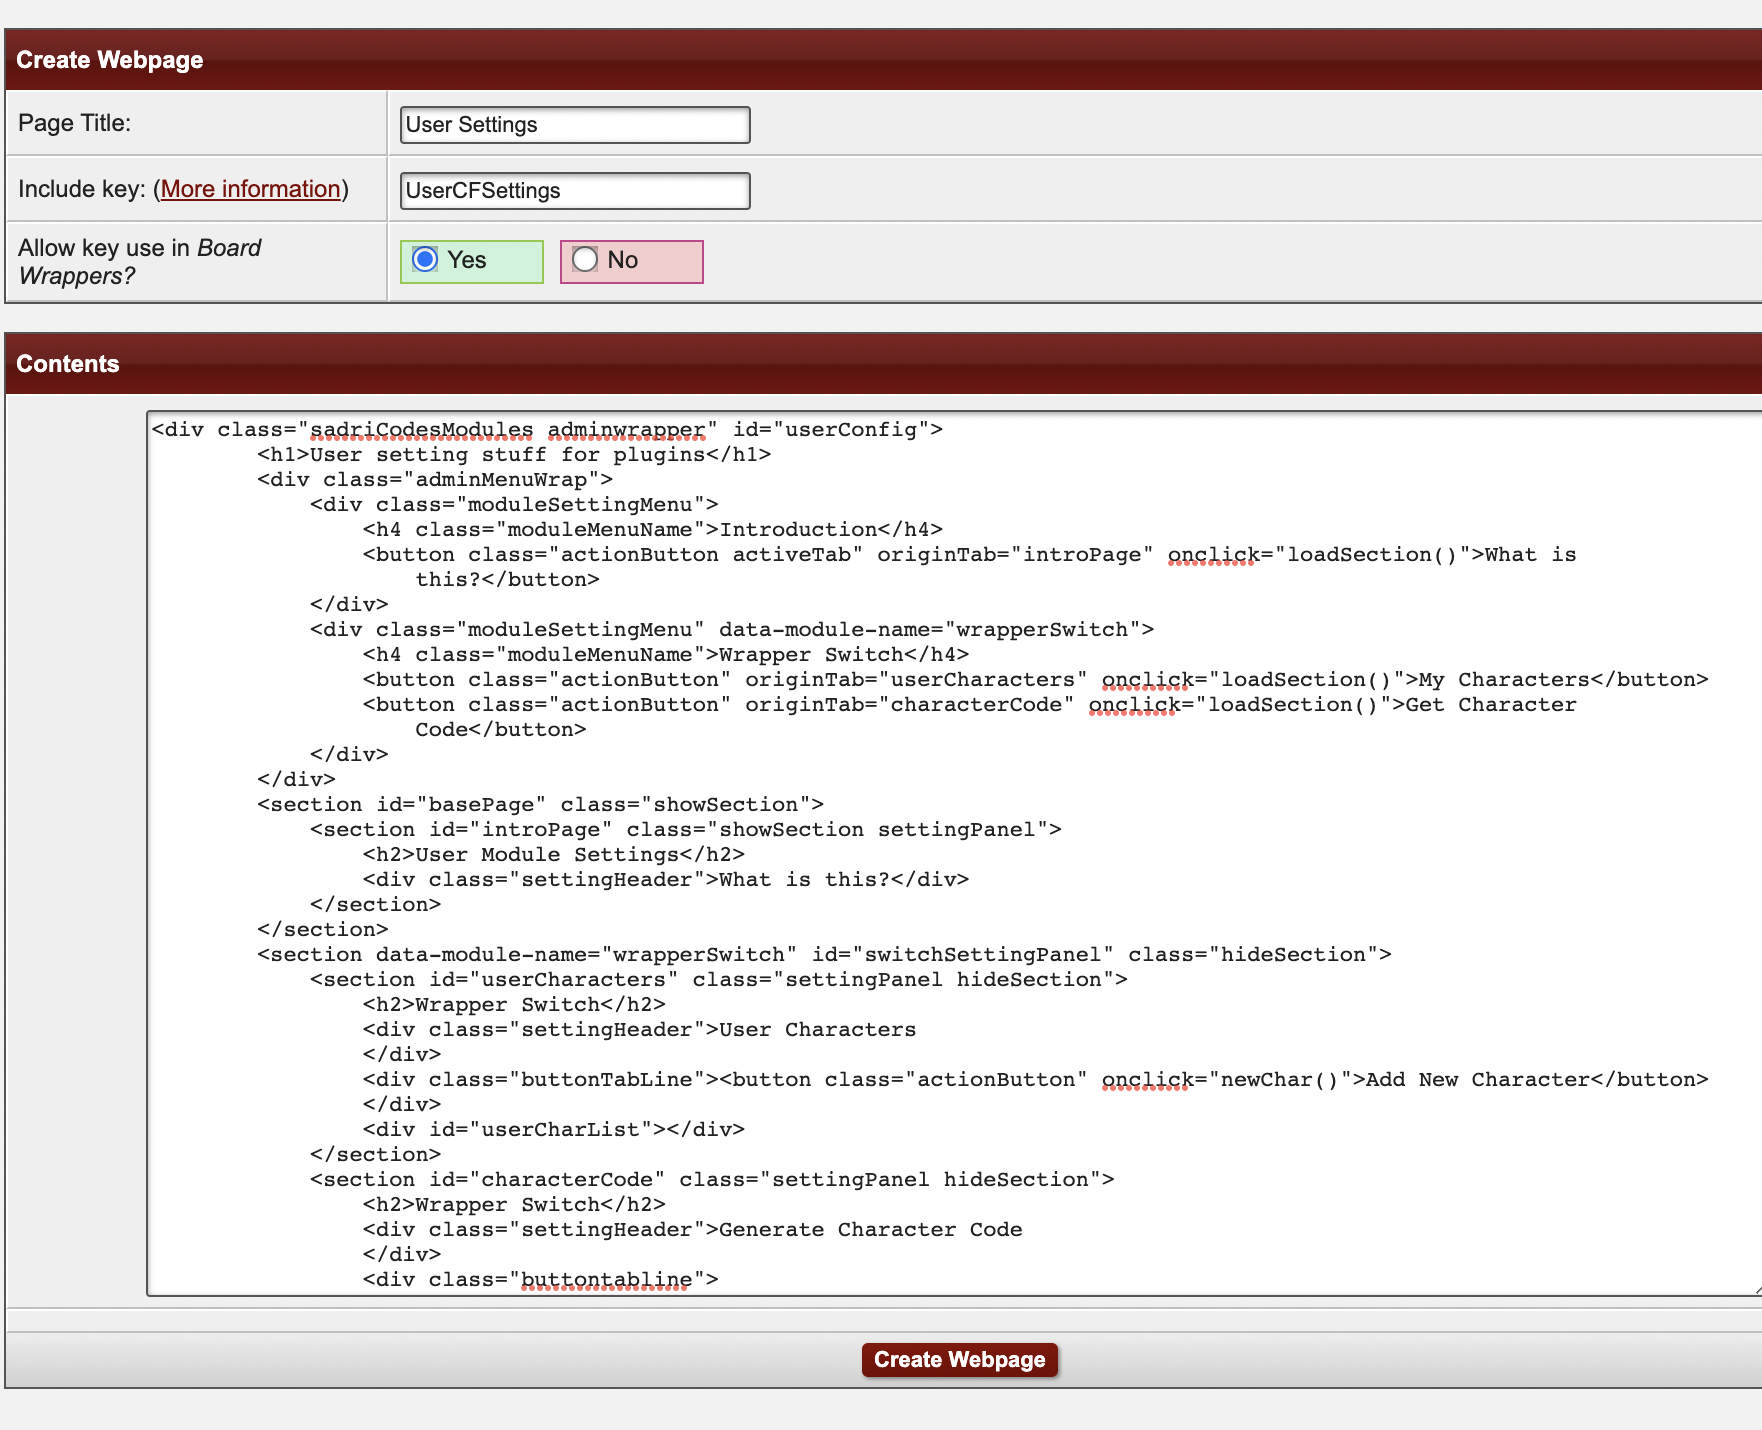 Create Webpage
Page Title:
User Settings
Include key: (More information)
UserCFSettings
Allow key use in Board
Wrappers?
Yes
No
Contents
<div class="sadriCodesModules adminwrapper" id="userConfig">
<h1>User setting stuff for plugins</h1>
<div class="adminMenuWrap">
<div class="moduleSettingMenu">
<h4 class="moduleMenuName">Introduction</h4>
<button class="actionButton activeTab" originTab="introPage" onclick="loadSection()">What is
this?</button>
</div>
<div class="moduleSettingMenu" data-module-name="wrapperSwitch">
<h4 class="moduleMenuName">Wrapper Switch</h4>
<button class="actionButton" originTab="userCharacters" onclick="loadSection()">My Characters</button>
<button class="actionButton" originTab="characterCode" onclick="loadSection()">Get Character
Code</button>
</div>
</div>
<section id="basePage" class="showSection">
<section id="introPage" class="showSection settingPanel">
<h2>User Module Settings</h2>
<div class="settingHeader">What is this?</div>
</section>
</section>
<section data-module-name="wrapperSwitch" id="switchSettingPanel" class="hideSection">
<section id="userCharacters" class="settingPanel hideSection">
<h2>Wrapper Switch</h2>
<div class="settingHeader">User Characters
</div>
<div class="buttonTabLine"><button class="actionButton" onclick="newChar()">Add New Character</button>
</div>
<div id="userCharList"></div>
</section>
<section id="characterCode" class="settingPanel hideSection">
<h2>Wrapper Switch</h2>
<div class="settingHeader">Generate Character Code
</div>
<div class="buttontabline">
Create Webpage